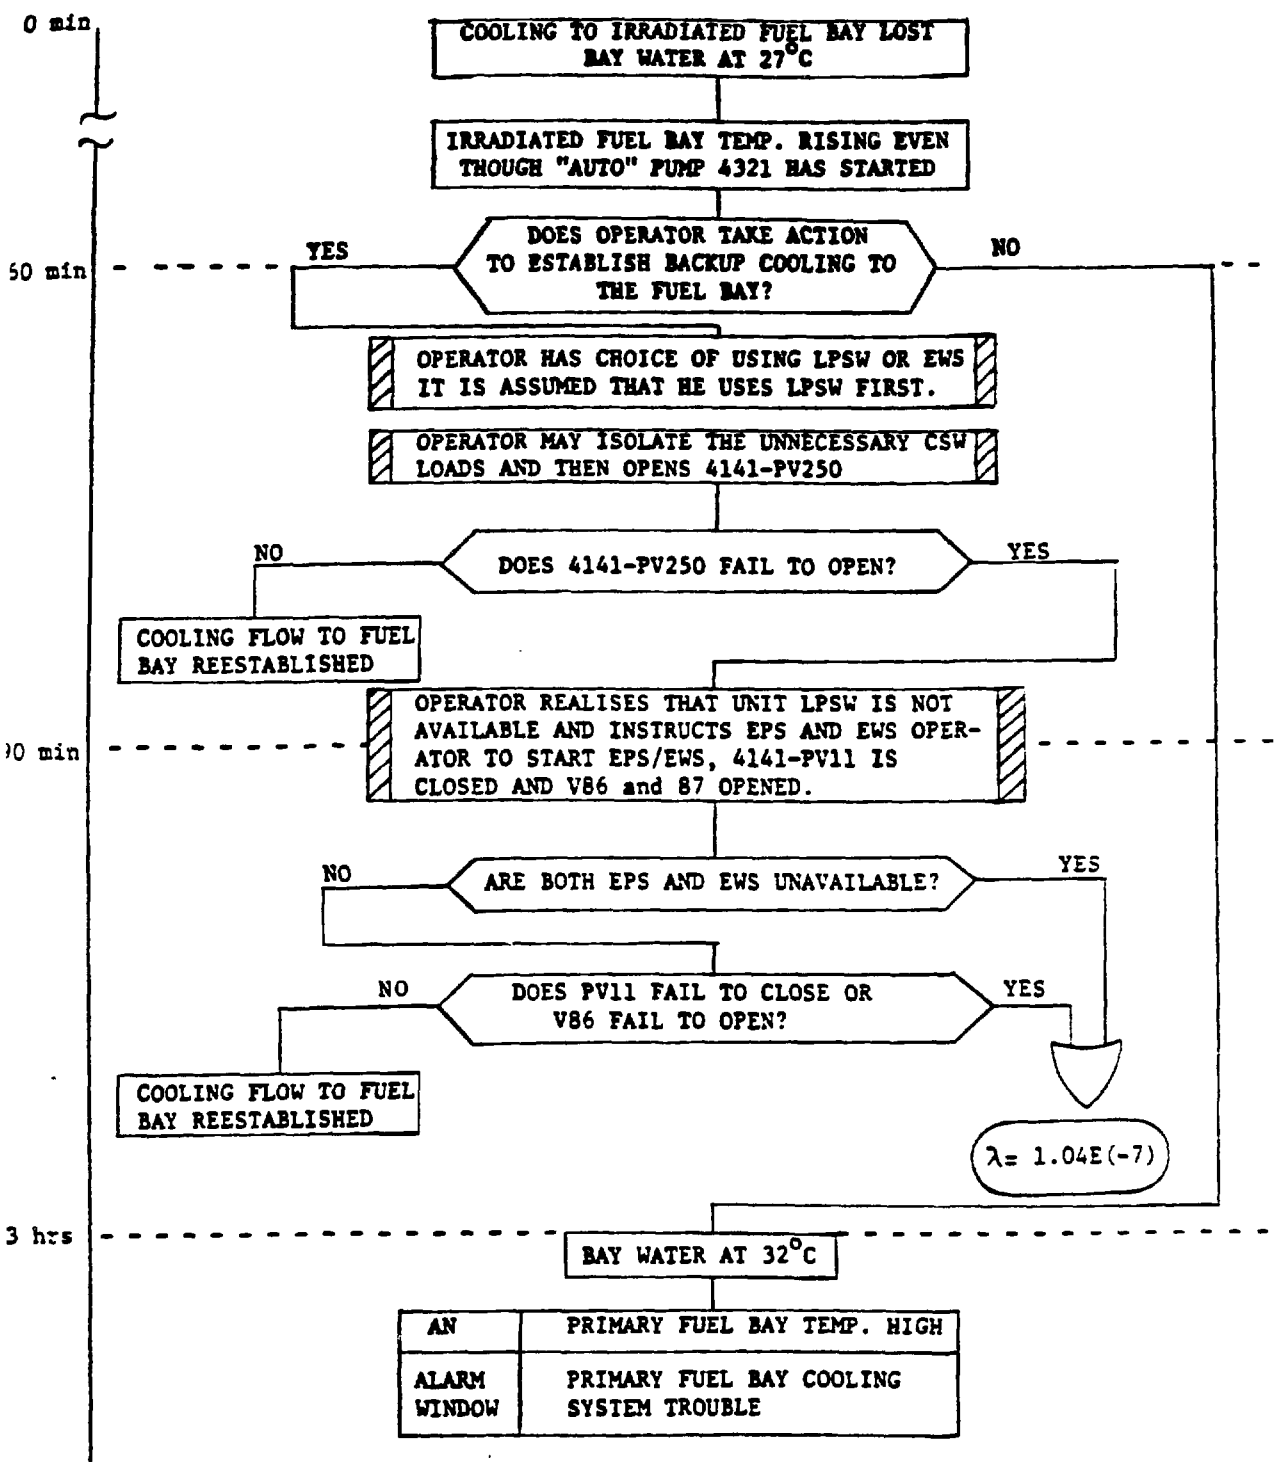 0 min
COOLING TO IRRADIATED FUEL BAY LOST
BAY WATER AT 27°C
IRRADIATED FUEL BAY TEMP. RISING EVEN
THOUGH "AUTO" PUMP 4321 HAS STARTED
DOES OPERATOR TAKE ACTION
TO ESTABLISH BACKUP COOLING TO
THE FUEL BAY?
YES
NO
60 min
OPERATOR HAS CHOICE OF USING LPSW OR EWS
IT IS ASSUMED THAT HE USES LPSW FIRST.
OPERATOR MAY ISOLATE THE UNNECESSARY CSW
LOADS AND THEN OPENS 4141-PV250
NO
DOES 4141-PV250 FAIL TO OPEN?
YES
COOLING FLOW TO FUEL
BAY REESTABLISHED
OPERATOR REALISES THAT UNIT LPSW IS NOT
AVAILABLE AND INSTRUCTS EPS AND EWS OPER-
ATOR TO START EPS/EWS, 4141-PV11 IS
CLOSED AND V86 and 87 OPENED.
90 min
NO
ARE BOTH EPS AND EWS UNAVAILABLE?
YES
NO
DOES PV11 FAIL TO CLOSE OR
V86 FAIL TO OPEN?
YES
COOLING FLOW TO FUEL
BAY REESTABLISHED
λ= 1.04E(-7)
3 hrs
BAY WATER AT 32°C
AN
PRIMARY FUEL BAY TEMP. HIGH
ALARM
WINDOW
PRIMARY FUEL BAY COOLING
SYSTEM TROUBLE